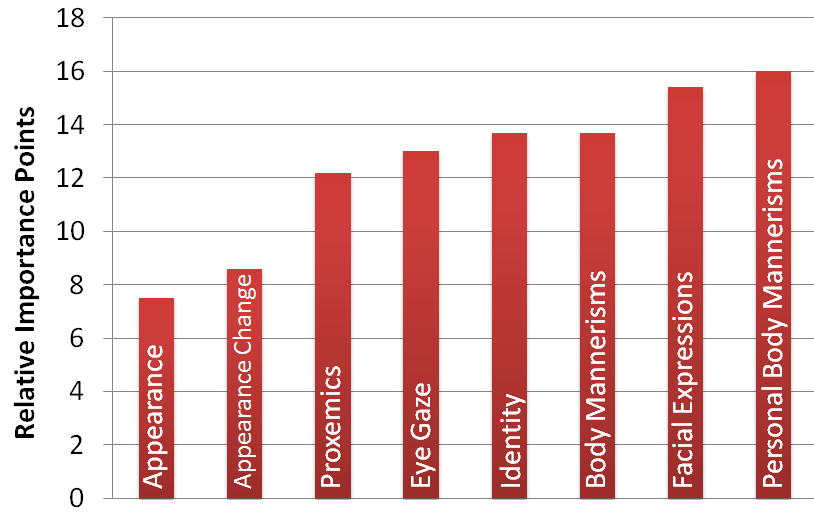 18
16
14
12
10
8
6
4
2
0
Relative Importance Points
Appearance
Appearance Change
Proxemics
Eye Gaze
Identity
Body Mannerisms
Facial Expressions
Personal Body Mannerisms